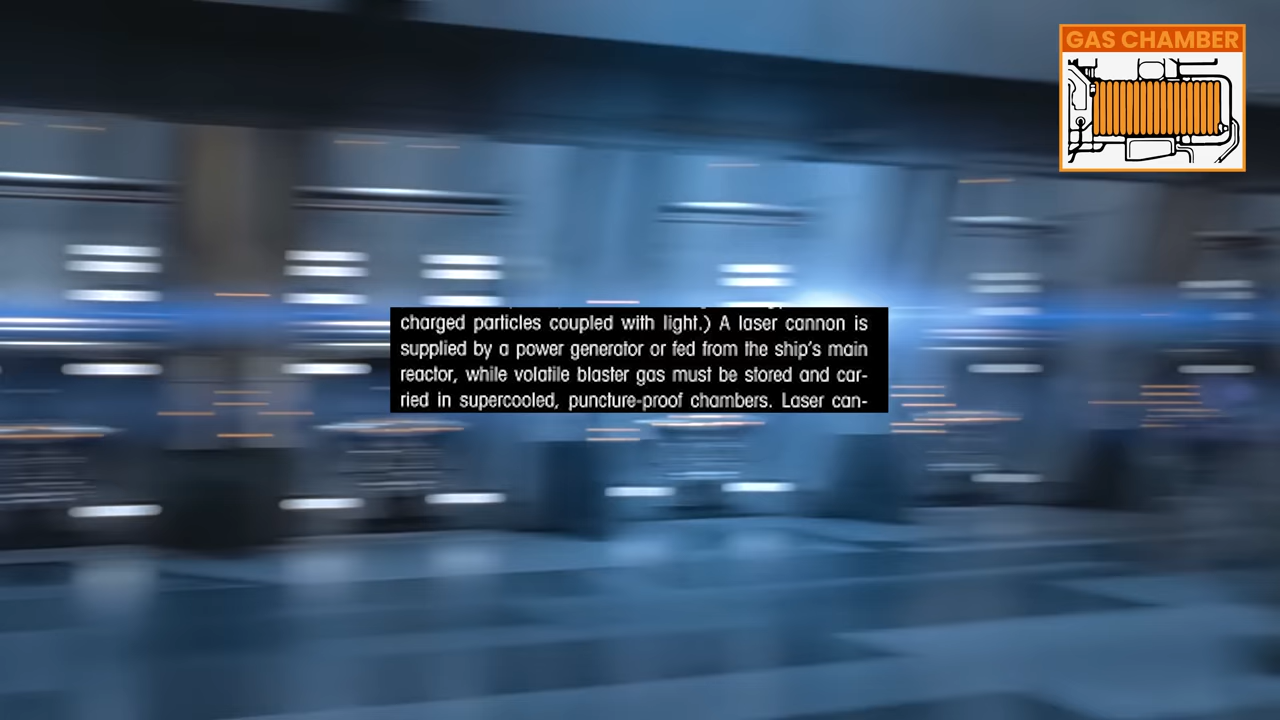 GAS CHAMBER
charged particles coupled with light.) A laser cannon is
supplied by a power generator or fed from the ship's main
reactor, while volatile blaster gas must be stored and car-
ried in supercooled, puncture-proof chambers. Laser can-